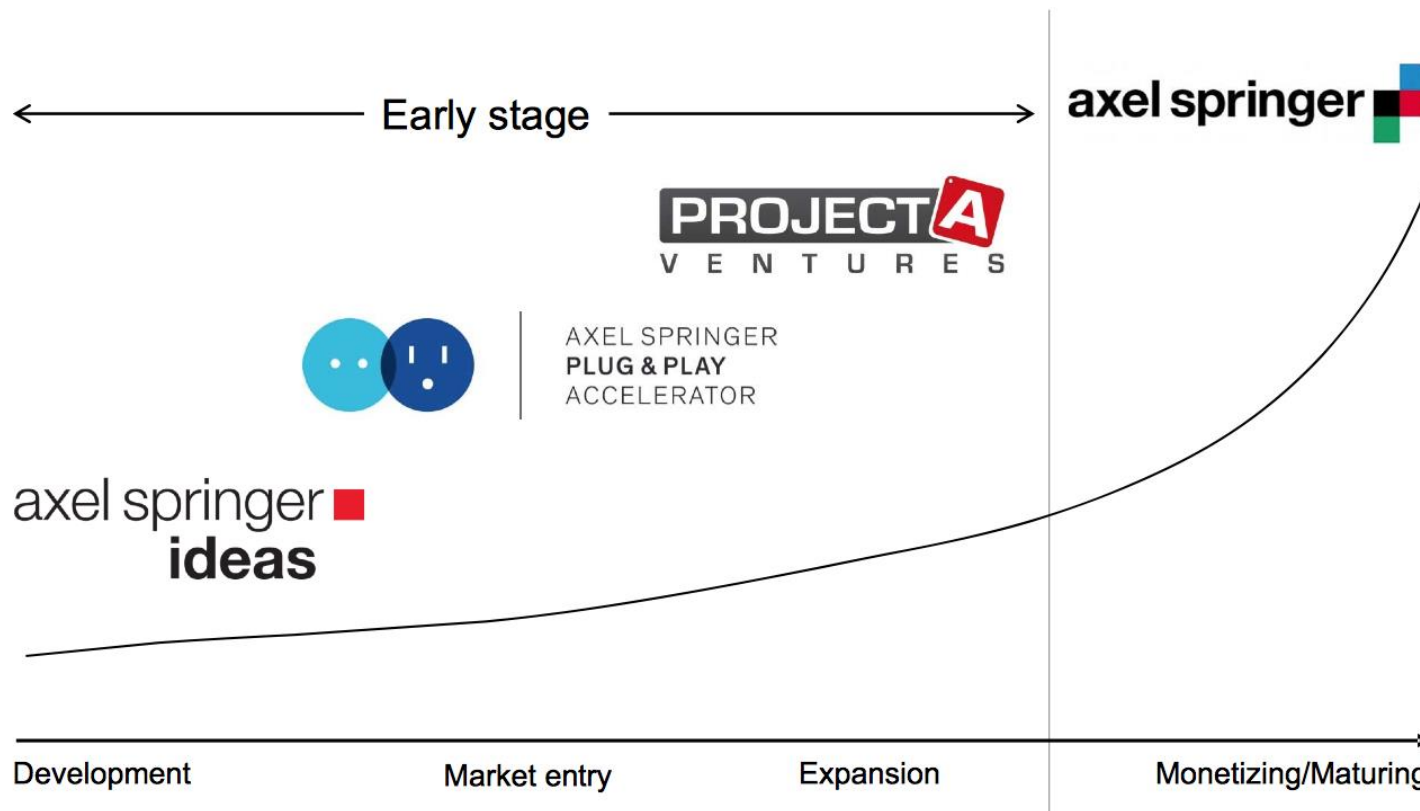 Early stage
axel springer
PROJECT A
VENTURES
AXEL SPRINGER
PLUG & PLAY
ACCELERATOR
axel springer
ideas
Development
Market entry
Expansion
Monetizing/Maturing